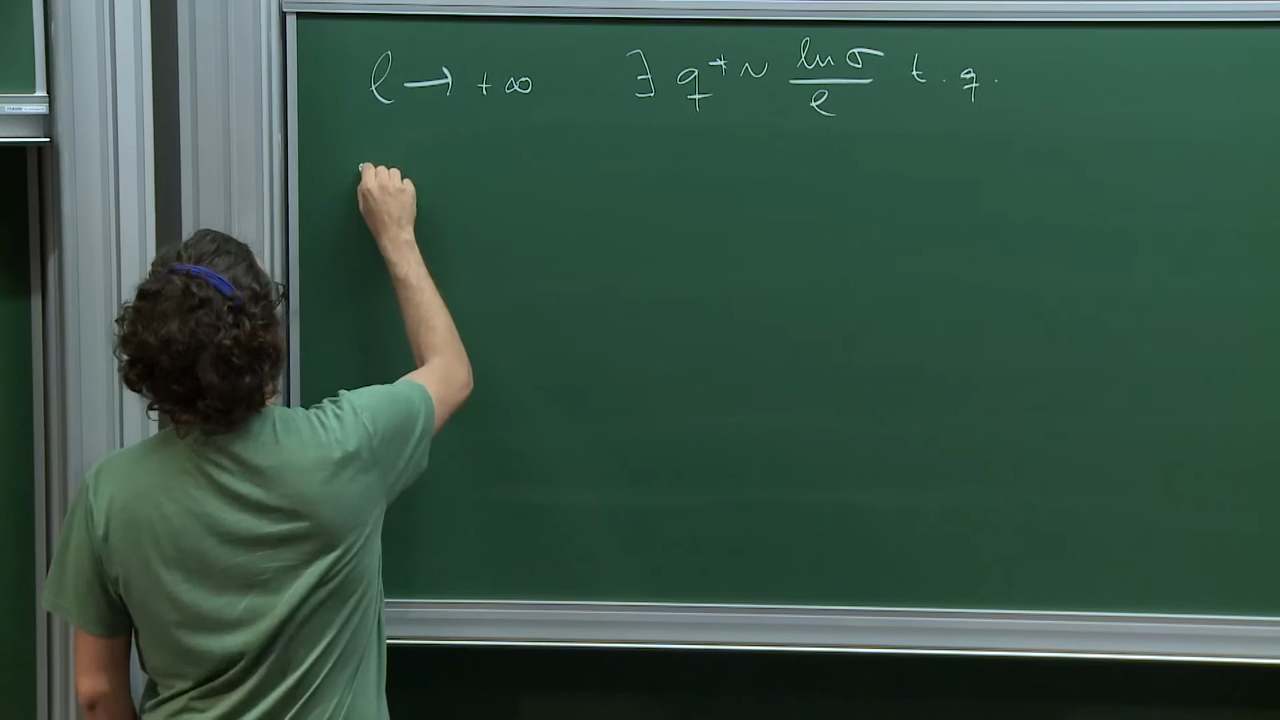 ℓ → +∞   ∃ q* ~ ln σ / ℓ   t.q.